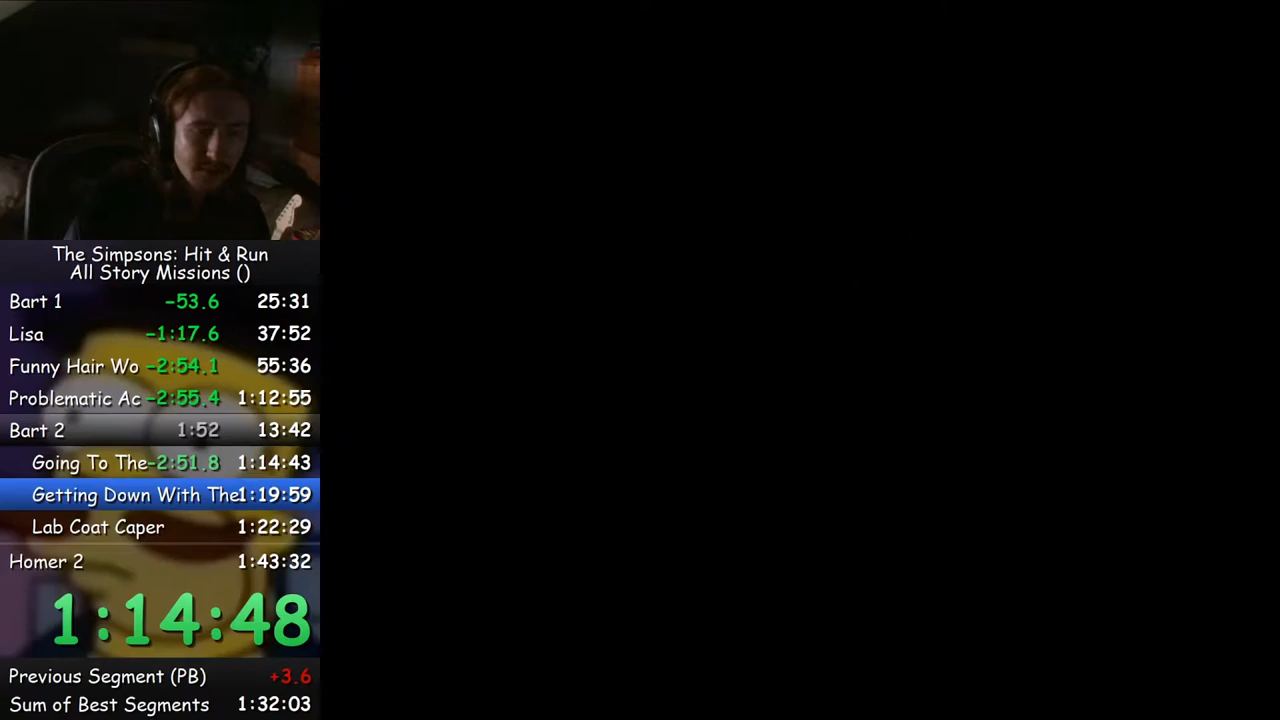 The Simpsons: Hit & Run
All Story Missions ()
Bart 1 -53.6 25:31
Lisa -1:17.6 37:52
Funny Hair Wo -2:54.1 55:36
Problematic Ac -2:55.4 1:12:55
Bart 2 1:52 13:42
Going To The -2:51.8 1:14:43
Getting Down With The 1:19:59
Lab Coat Caper 1:22:29
Homer 2 1:43:32
1:14:48
Previous Segment (PB) +3.6
Sum of Best Segments 1:32:03